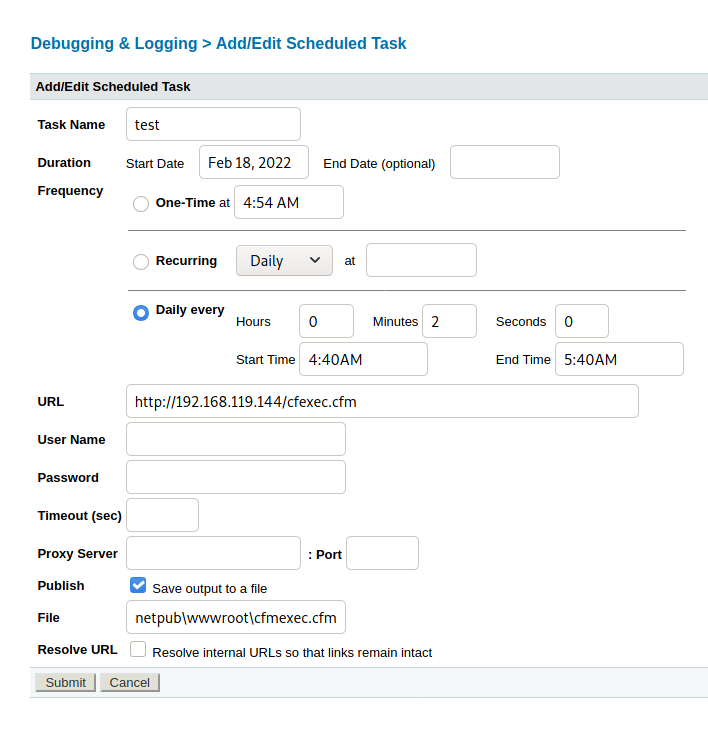 Debugging & Logging > Add/Edit Scheduled Task
Add/Edit Scheduled Task
Task Name test
Duration Start Date Feb 18, 2022 End Date (optional)
Frequency
One-Time at 4:54 AM
Recurring Daily at
Daily every
Hours 0 Minutes 2 Seconds 0
Start Time 4:40AM End Time 5:40AM
URL http://192.168.119.144/cfexec.cfm
User Name
Password
Timeout (sec)
Proxy Server : Port
Publish Save output to a file
File netpub\wwwroot\cfmexec.cfm
Resolve URL Resolve internal URLs so that links remain intact
Submit Cancel